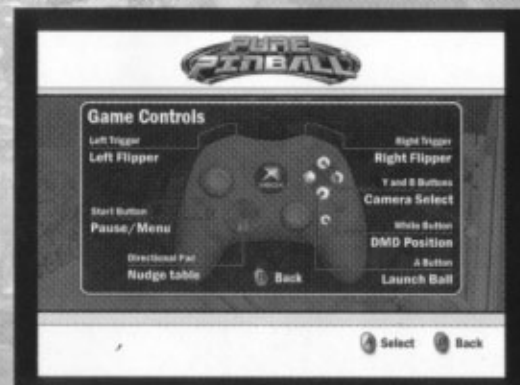 PURE
PINBALL
Game Controls
Left Trigger
Left Flipper
Right Trigger
Right Flipper
Y and B Buttons
Camera Select
Start Button
Pause/Menu
White Button
DMD Position
Directional Pad
Nudge table
A Button
Launch Ball
Back
Select
Back